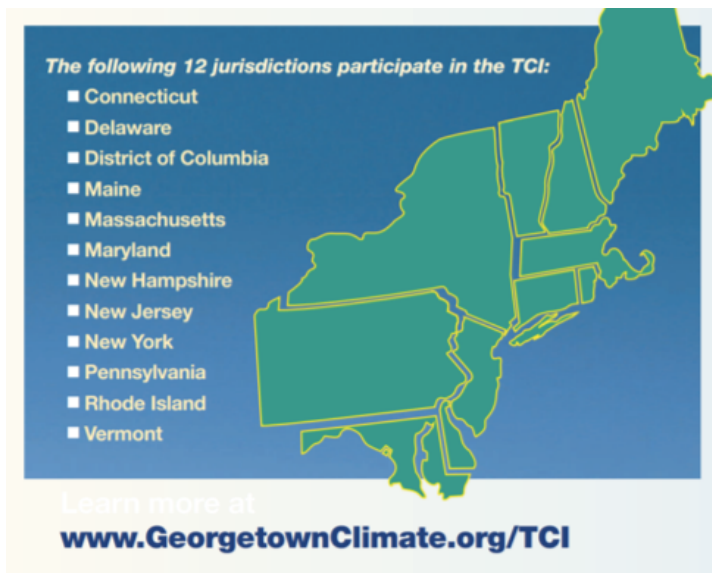 The following 12 jurisdictions participate in the TCI:
Connecticut
Delaware
District of Columbia
Maine
Massachusetts
Maryland
New Hampshire
New Jersey
New York
Pennsylvania
Rhode Island
Vermont
Learn more at
www.GeorgetownClimate.org/TCI